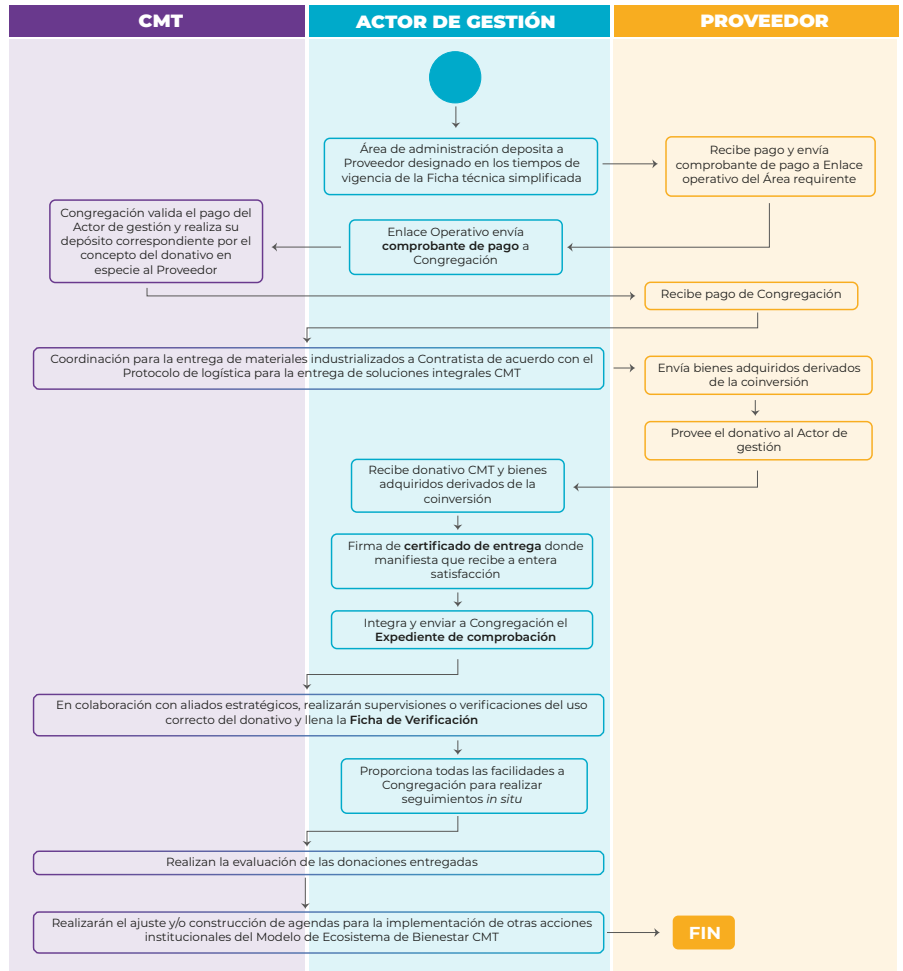 CMT
ACTOR DE GESTIÓN
PROVEEDOR
Área de administración deposita a
Proveedor designado en los tiempos de
vigencia de la Ficha técnica simplificada
Recibe pago y envía
comprobante de pago a Enlace
operativo del Área requirente
Enlace Operativo envía
comprobante de pago a
Congregación
Congregación valida el pago del
Actor de gestión y realiza su
depósito correspondiente por el
concepto del donativo en
especie al Proveedor
Recibe pago de Congregación
Coordinación para la entrega de materiales industrializados a Contratista de acuerdo con el
Protocolo de logística para la entrega de soluciones integrales CMT
Envía bienes adquiridos derivados
de la coinversión
Provee el donativo al Actor de
gestión
Recibe donativo CMT y bienes
adquiridos derivados de la
coinversión
Firma de certificado de entrega donde
manifiesta que recibe a entera
satisfacción
Integra y enviar a Congregación el
Expediente de comprobación
En colaboración con aliados estratégicos, realizarán supervisiones o verificaciones del uso
correcto del donativo y llena la Ficha de Verificación
Proporciona todas las facilidades a
Congregación para realizar
seguimientos in situ
Realizan la evaluación de las donaciones entregadas
Realizarán el ajuste y/o construcción de agendas para la implementación de otras acciones
institucionales del Modelo de Ecosistema de Bienestar CMT
FIN